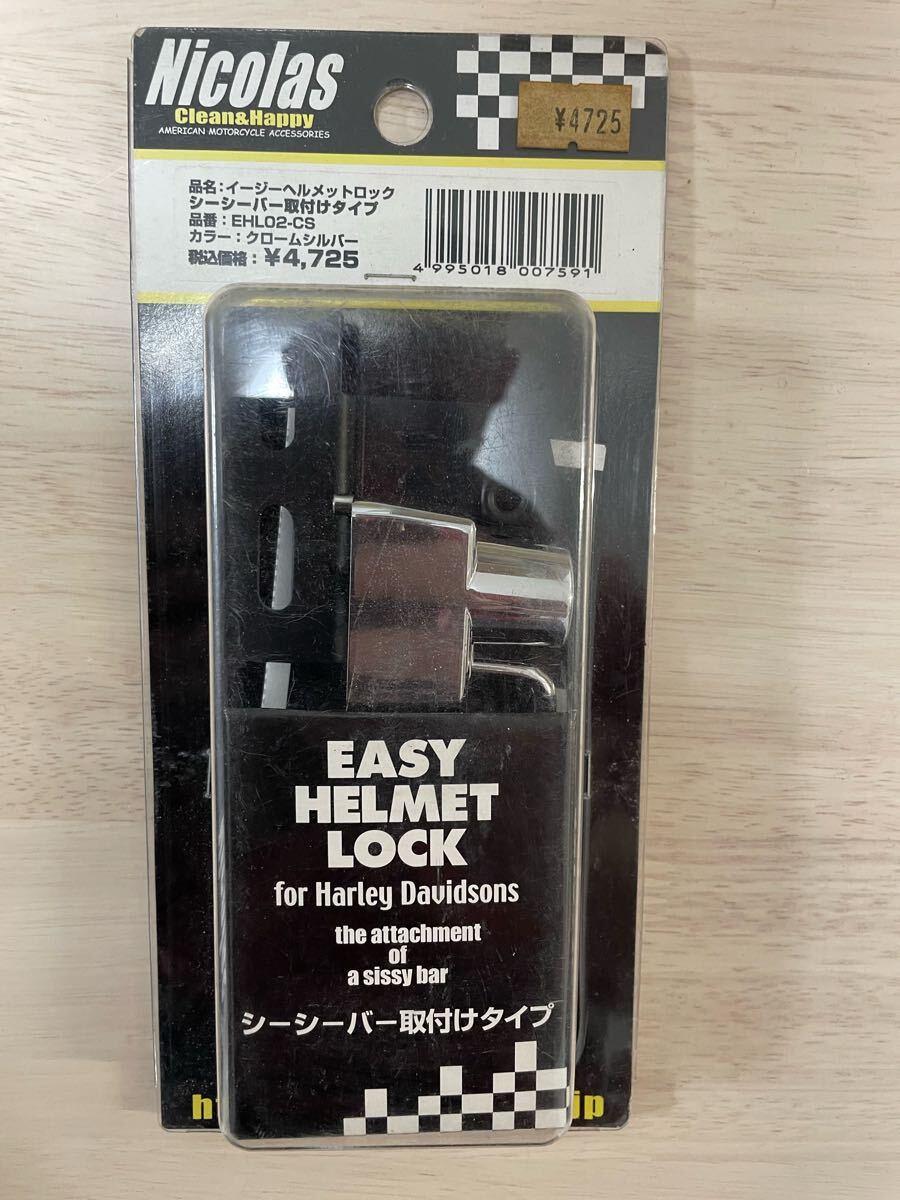 Nicolas
Clean&Happy
AMERICAN MOTORCYCLE ACCESSORIES
¥4725
品名:イージーヘルメットロック
シーシーバー取付けタイプ
品番:EHL02-CS
カラー:クロームシルバー
税込価格:¥4,725
4 995018 007591
EASY
HELMET
LOCK
for Harley Davidsons
the attachment
of
a sissy bar
シーシーバー取付けタイプ
jp